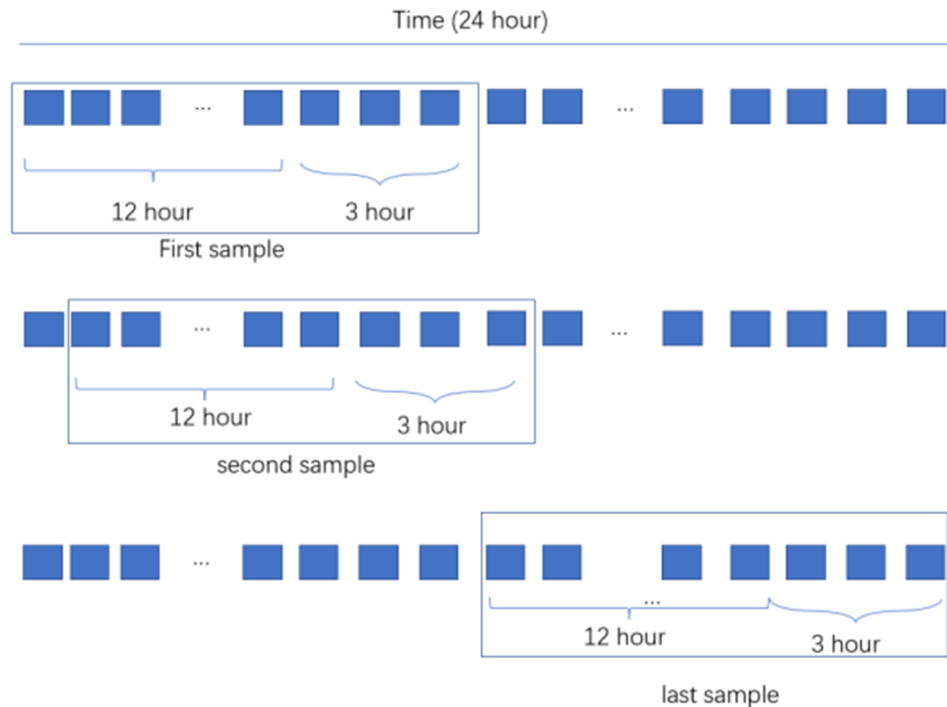 Time (24 hour)
...
...
12 hour
3 hour
First sample
...
...
12 hour
3 hour
second sample
...
...
12 hour
3 hour
last sample